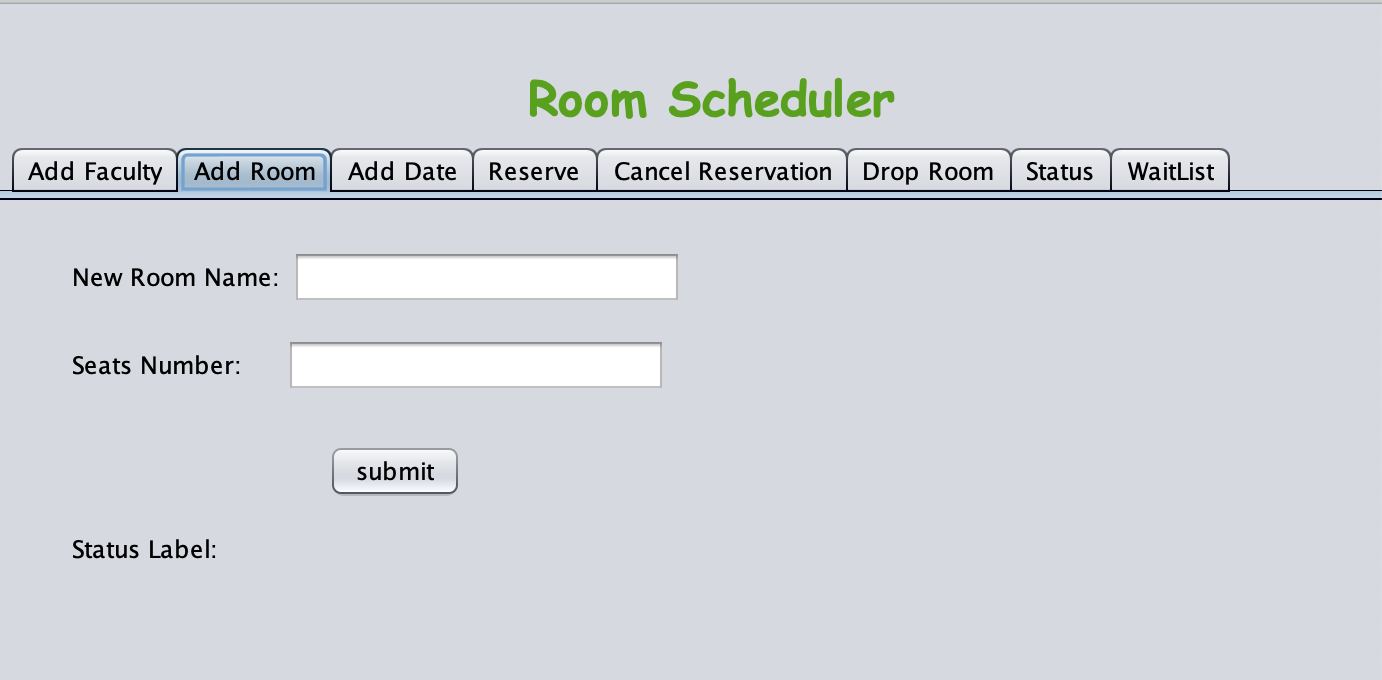 Room Scheduler
Add Faculty Add Room Add Date Reserve Cancel Reservation Drop Room Status WaitList
New Room Name:
Seats Number:
submit
Status Label: